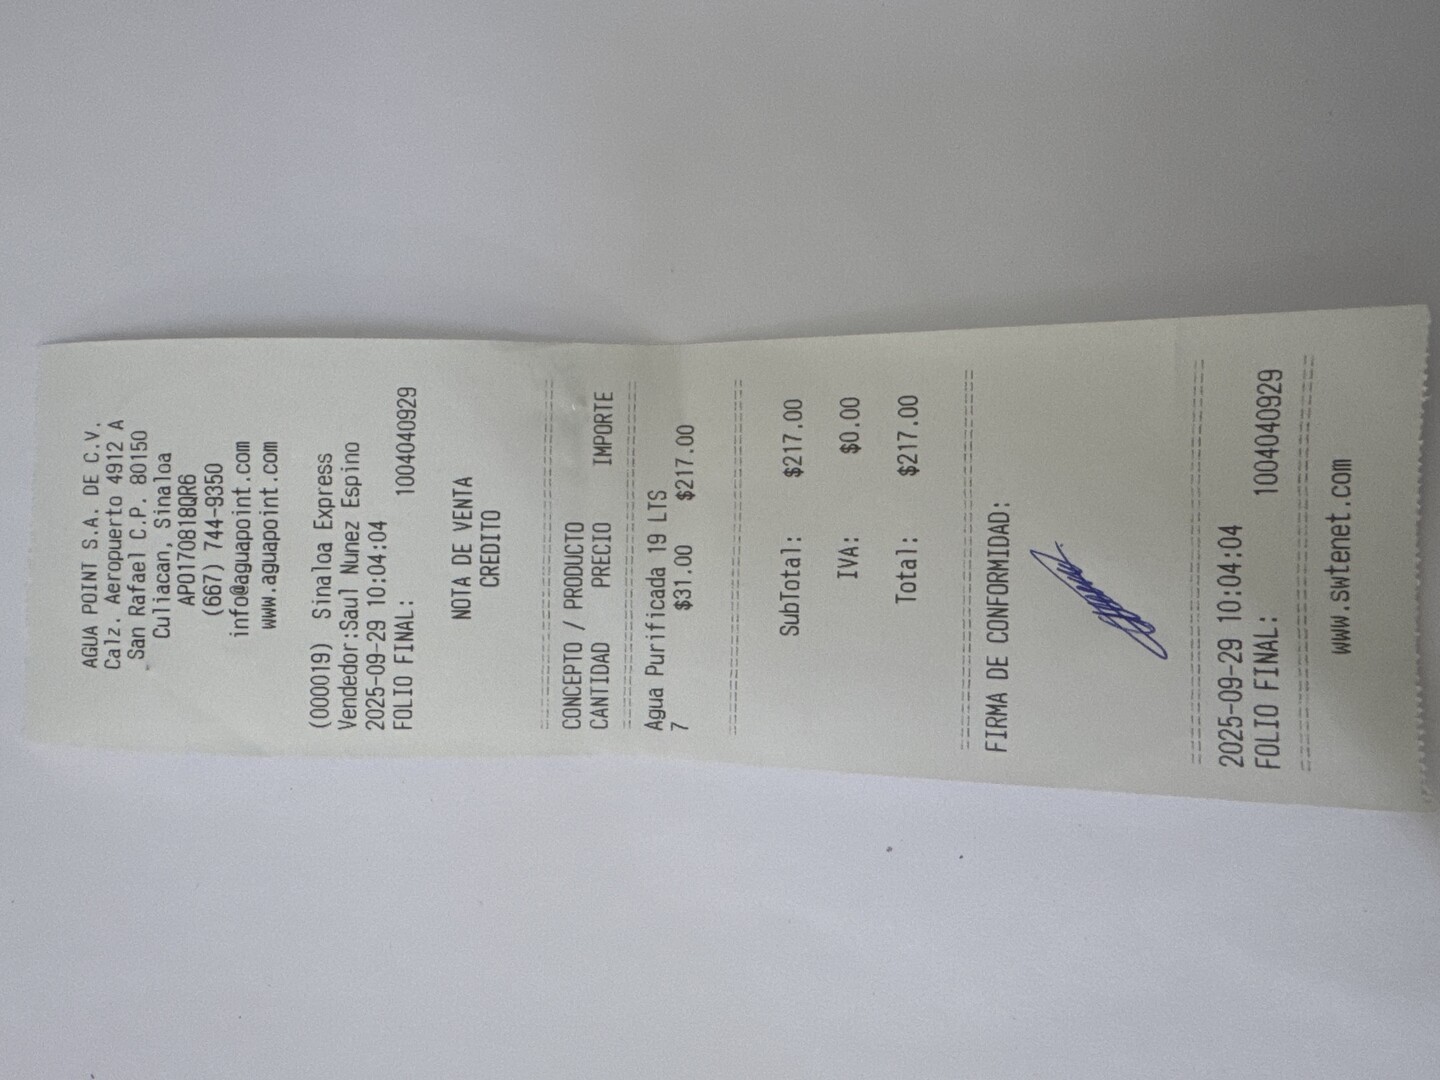 AGUA POINT S.A. DE C.V.
Calz. Aeropuerto 4912 A
San Rafael C.P. 80150
Culiacan, Sinaloa
APO170818QR6
(667) 744-9350
info@aguapoint.com
www.aguapoint.com
(000019) Sinaloa Express
Vendedor:Saul Nunez Espino
2025-09-29 10:04:04
FOLIO FINAL: 1004040929
NOTA DE VENTA
CREDITO
==============================
CONCEPTO / PRODUCTO
CANTIDAD PRECIO IMPORTE
==============================
Agua Purificada 19 LTS
7 $31.00 $217.00
==============================
SubTotal: $217.00
IVA: $0.00
Total: $217.00
==============================
FIRMA DE CONFORMIDAD:
==============================
2025-09-29 10:04:04
FOLIO FINAL: 1004040929
==============================
www.swtenet.com